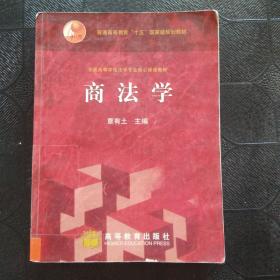 普通高等教育“十五”国家级规划教材
全国高等学校法学专业核心课程教材
商法学
覃有土 主编
高等教育出版社
HIGHER EDUCATION PRESS